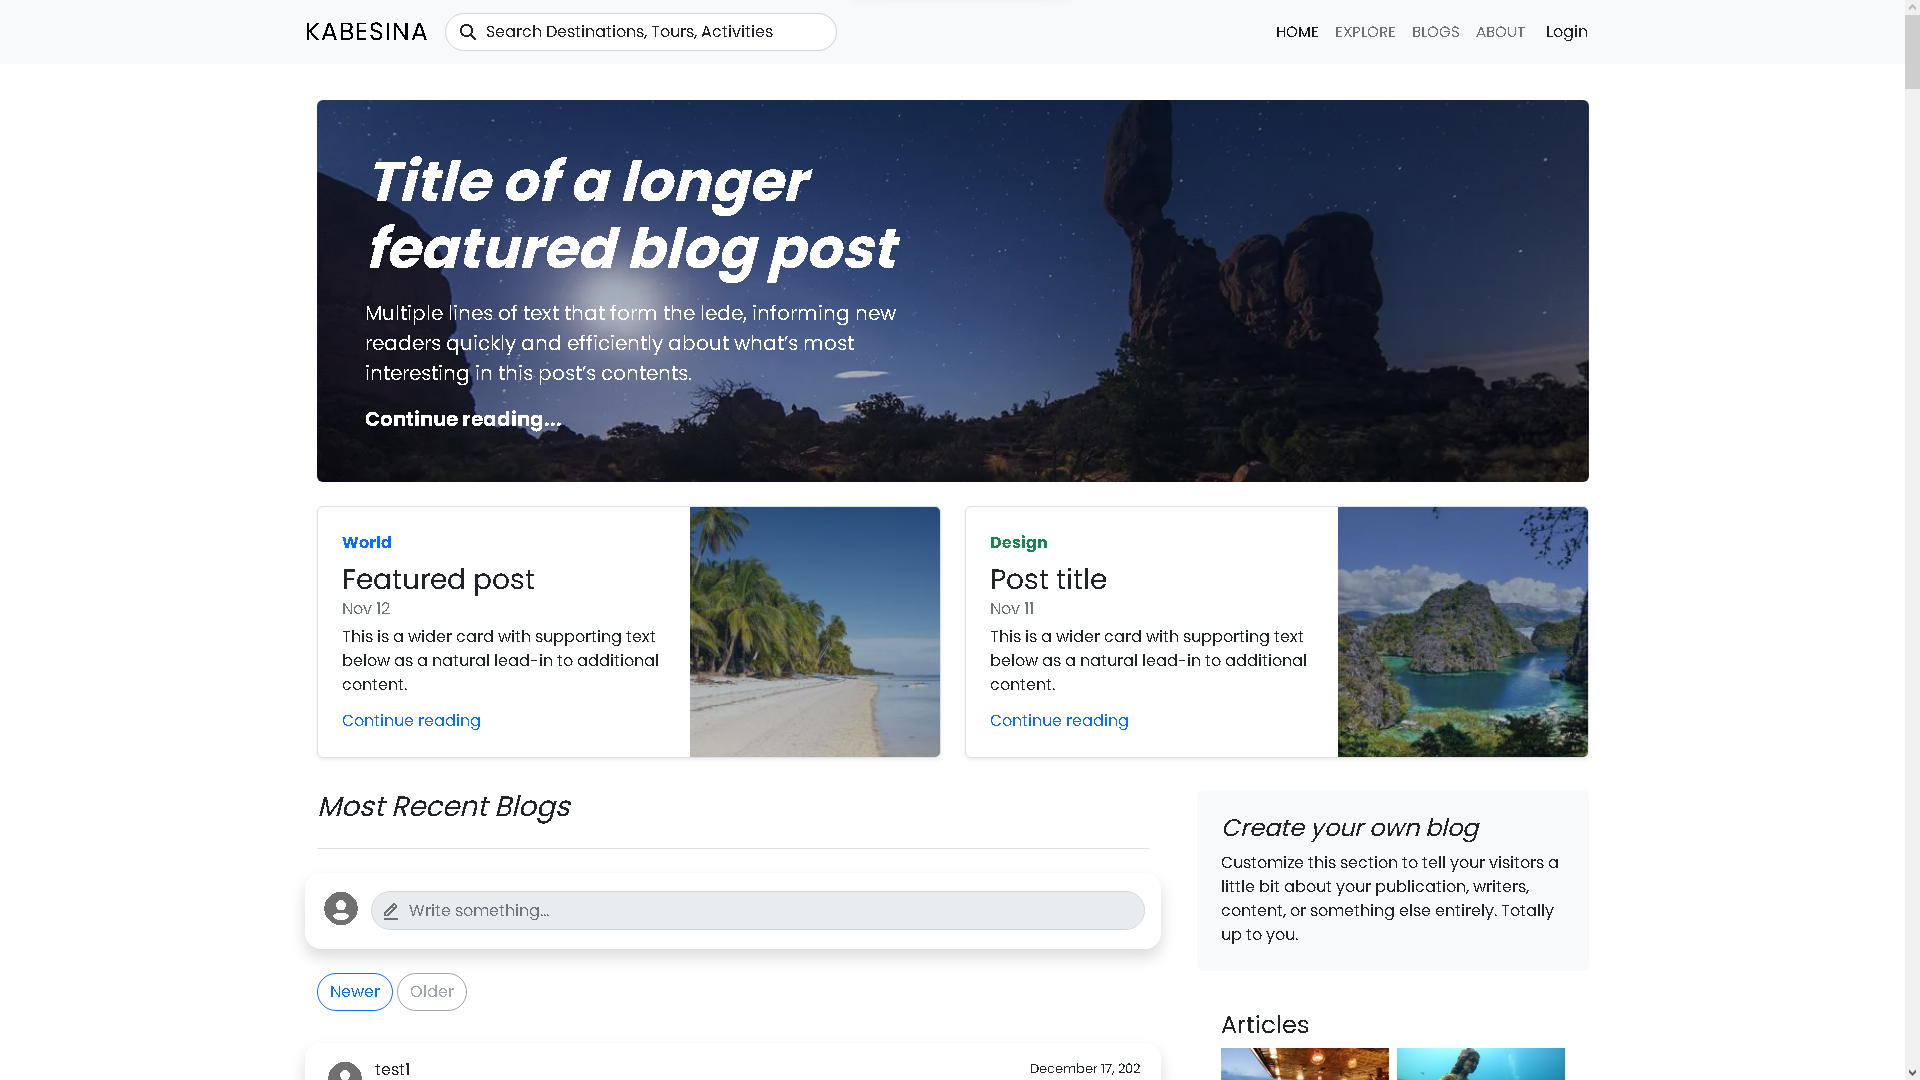 KABESINA
Search Destinations, Tours, Activities
HOME
EXPLORE
BLOGS
ABOUT
Login
Title of a longer
featured blog post
Multiple lines of text that form the lede, informing new
readers quickly and efficiently about what’s most
interesting in this post’s contents.
Continue reading...
World
Featured post
Nov 12
This is a wider card with supporting text
below as a natural lead-in to additional
content.
Continue reading
Design
Post title
Nov 11
This is a wider card with supporting text
below as a natural lead-in to additional
content.
Continue reading
Most Recent Blogs
Write something...
Newer
Older
test1
December 17, 202
Create your own blog
Customize this section to tell your visitors a
little bit about your publication, writers,
content, or something else entirely. Totally
up to you.
Articles